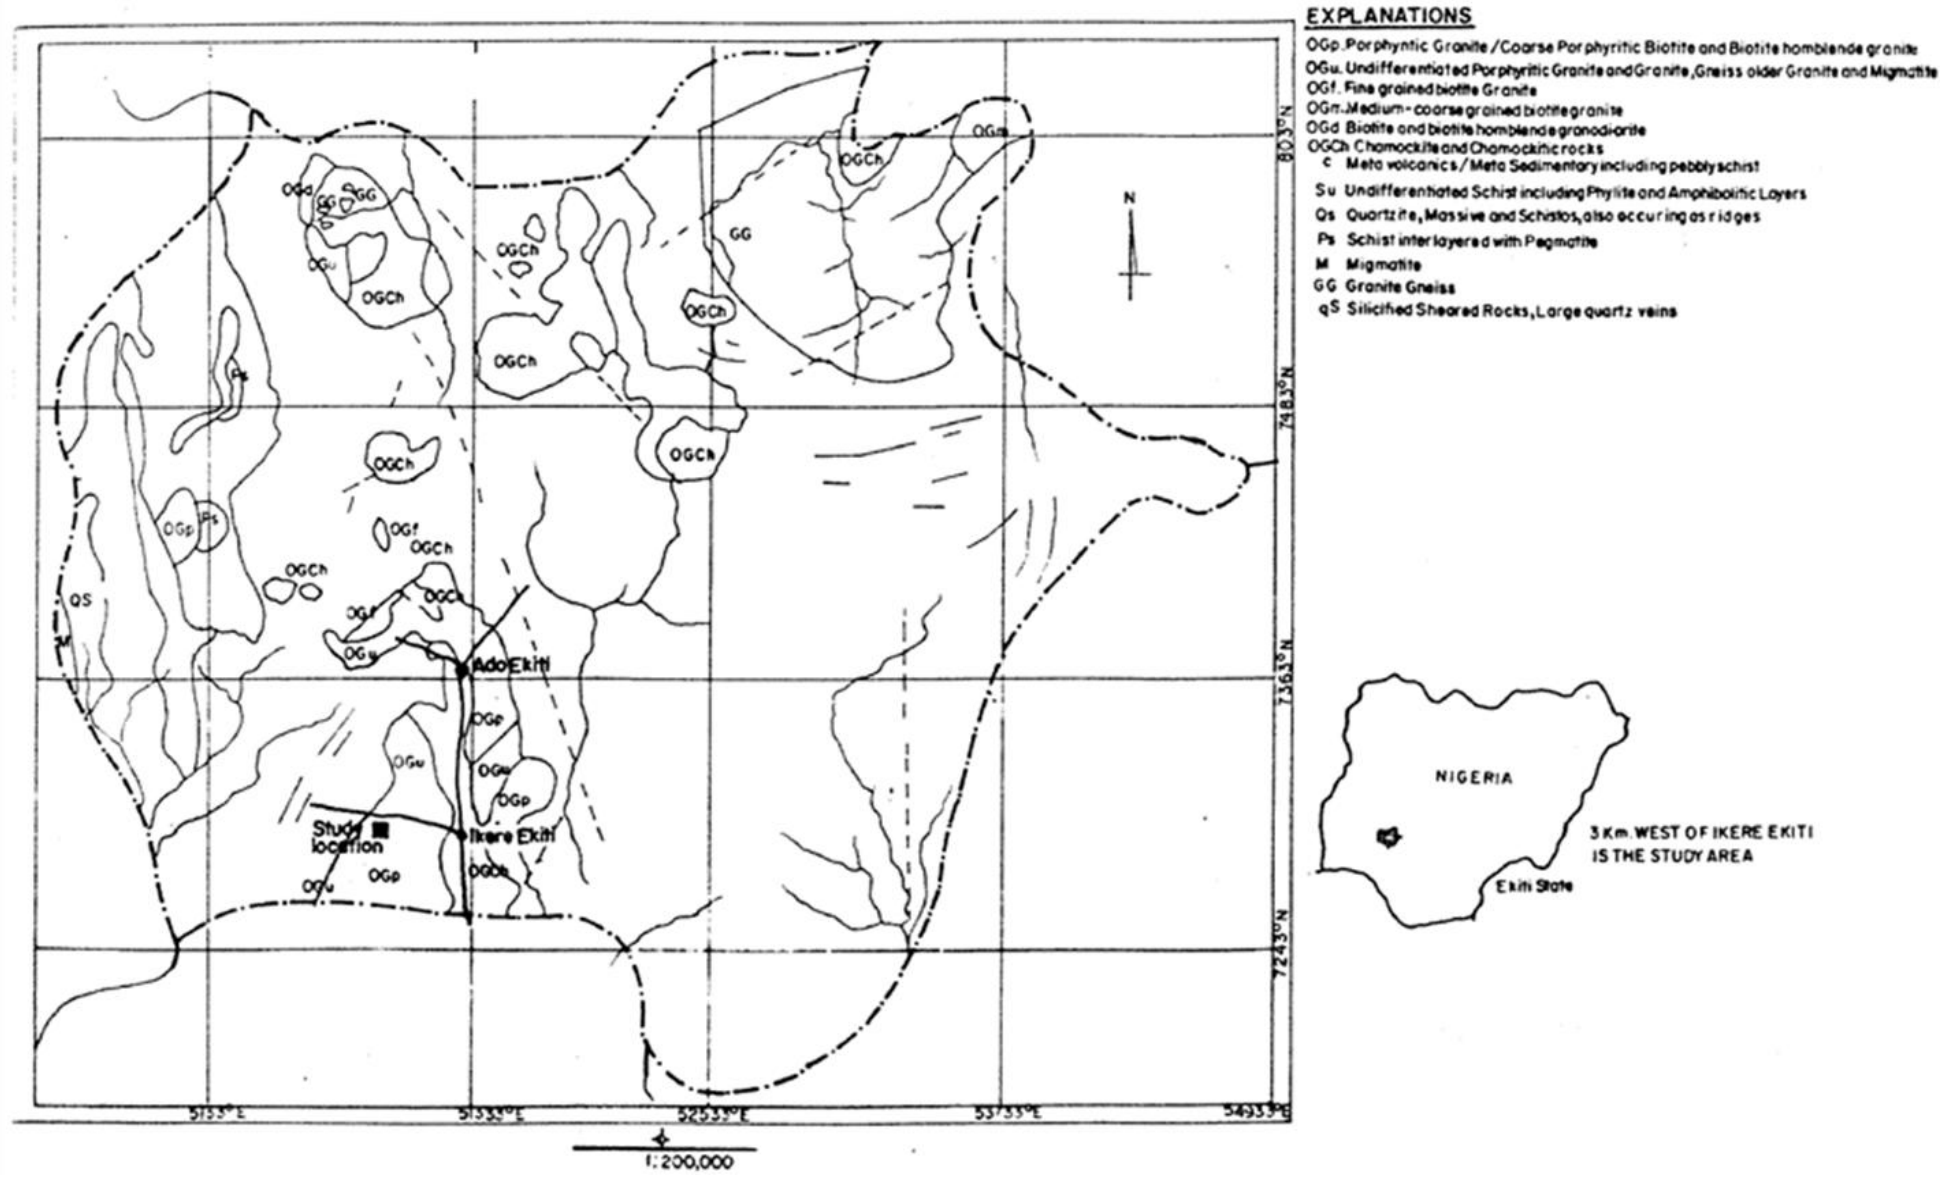 EXPLANATIONS
OGp. Porphyntic Granite / Coarse Porphyritic Biotite and Biotite homblende granite
OGu. Undifferentiated Porphyritic Granite and Granite, Gneiss older Granite and Migmatite
OGf. Fine grained biotite Granite
OGm. Medium-coarse grained biotite granite
OGd Biotite and biotite homblende granodiorite
OGCh Chamockite and Chamockitic rocks
c Meta volcanics / Meta Sedimentary including pebbly schist
Su Undifferentiated Schist including Phylite and Amphibolitic Layers
Qs Quartzite, Massive and Schistos, also occuring as ridges
Ps Schist interlayered with Pegmatite
M Migmatite
GG Granite Gneiss
qS Silicified Sheared Rocks, Large quartz veins
OGm
OGCh
803°N
OGd
GG
GG
N
GG
OGCh
OGu
OGCh
OGCh
OGCh
Ps
7483°N
OGCh
OGCh
OGp
Ps
OGf
OGCh
OGCh
QS
OGCh
OGf
M
OGu
Ado Ekiti
7363°N
OGp
OGu
OGu
OGp
NIGERIA
Study
location
Ikere Ekiti
3 Km. WEST OF IKERE EKITI
IS THE STUDY AREA
OGp
OGCh
OGu
Ekiti State
7243°N
5133°E
51333°E
52533°E
53733°E
54933°E
1:200,000